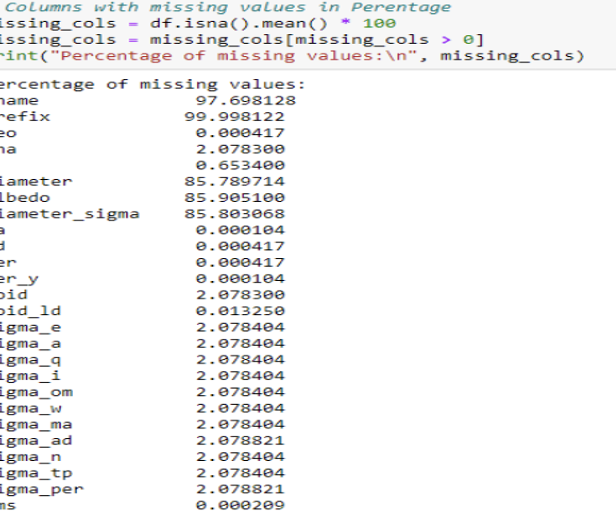 Columns with missing values in Perentage
issing_cols = df.isna().mean() * 100
issing_cols = missing_cols[missing_cols > 0]
rint("Percentage of missing values:\n", missing_cols)
ercentage of missing values:
name 97.698128
refix 99.998122
eo 0.000417
ha 2.078300
0.653400
iameter 85.789714
lbedo 85.905100
iameter_sigma 85.803068
a 0.000104
d 0.000417
er 0.000417
er_y 0.000104
oid 2.078300
oid_ld 0.013250
igma_e 2.078404
igma_a 2.078404
igma_q 2.078404
igma_i 2.078404
igma_om 2.078404
igma_w 2.078404
igma_ma 2.078404
igma_ad 2.078821
igma_n 2.078404
igma_tp 2.078404
igma_per 2.078821
ms 0.000209